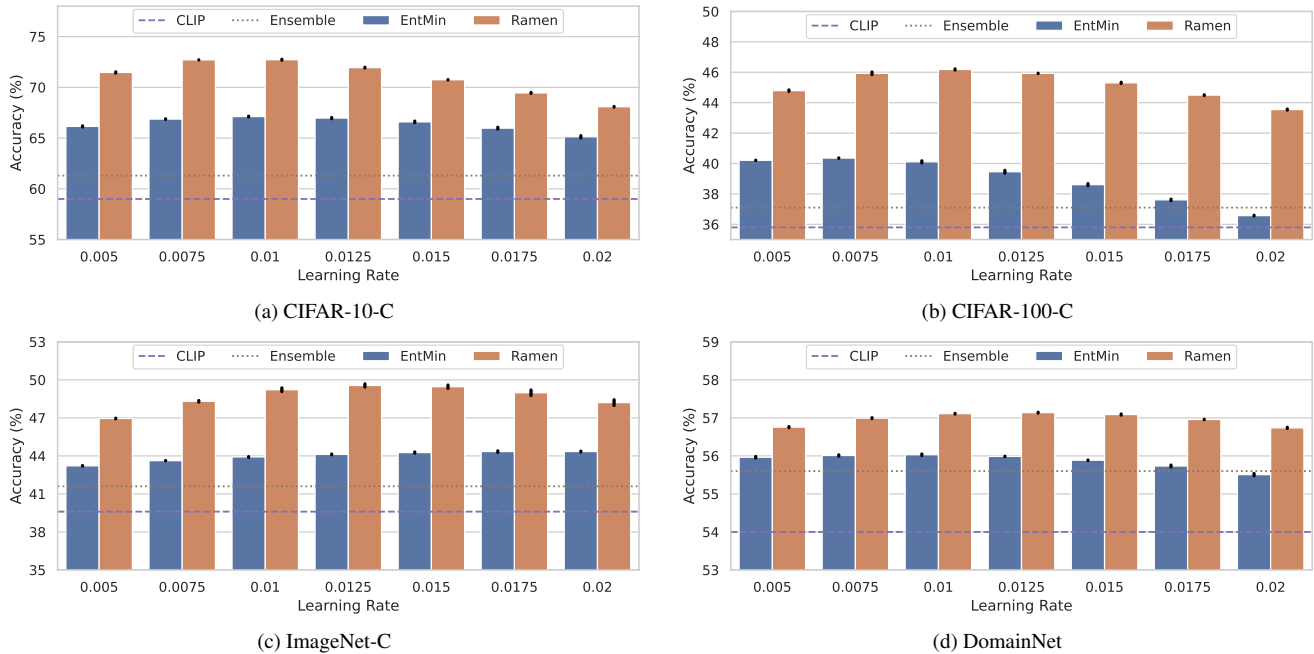 CLIP Ensemble EntMin Ramen
Accuracy (%)
75
70
65
60
55
0.005 0.0075 0.01 0.0125 0.015 0.0175 0.02
Learning Rate
(a) CIFAR-10-C
CLIP Ensemble EntMin Ramen
Accuracy (%)
50
48
46
44
42
40
38
36
0.005 0.0075 0.01 0.0125 0.015 0.0175 0.02
Learning Rate
(b) CIFAR-100-C
CLIP Ensemble EntMin Ramen
Accuracy (%)
53
50
47
44
41
38
35
0.005 0.0075 0.01 0.0125 0.015 0.0175 0.02
Learning Rate
(c) ImageNet-C
CLIP Ensemble EntMin Ramen
Accuracy (%)
59
58
57
56
55
54
53
0.005 0.0075 0.01 0.0125 0.015 0.0175 0.02
Learning Rate
(d) DomainNet